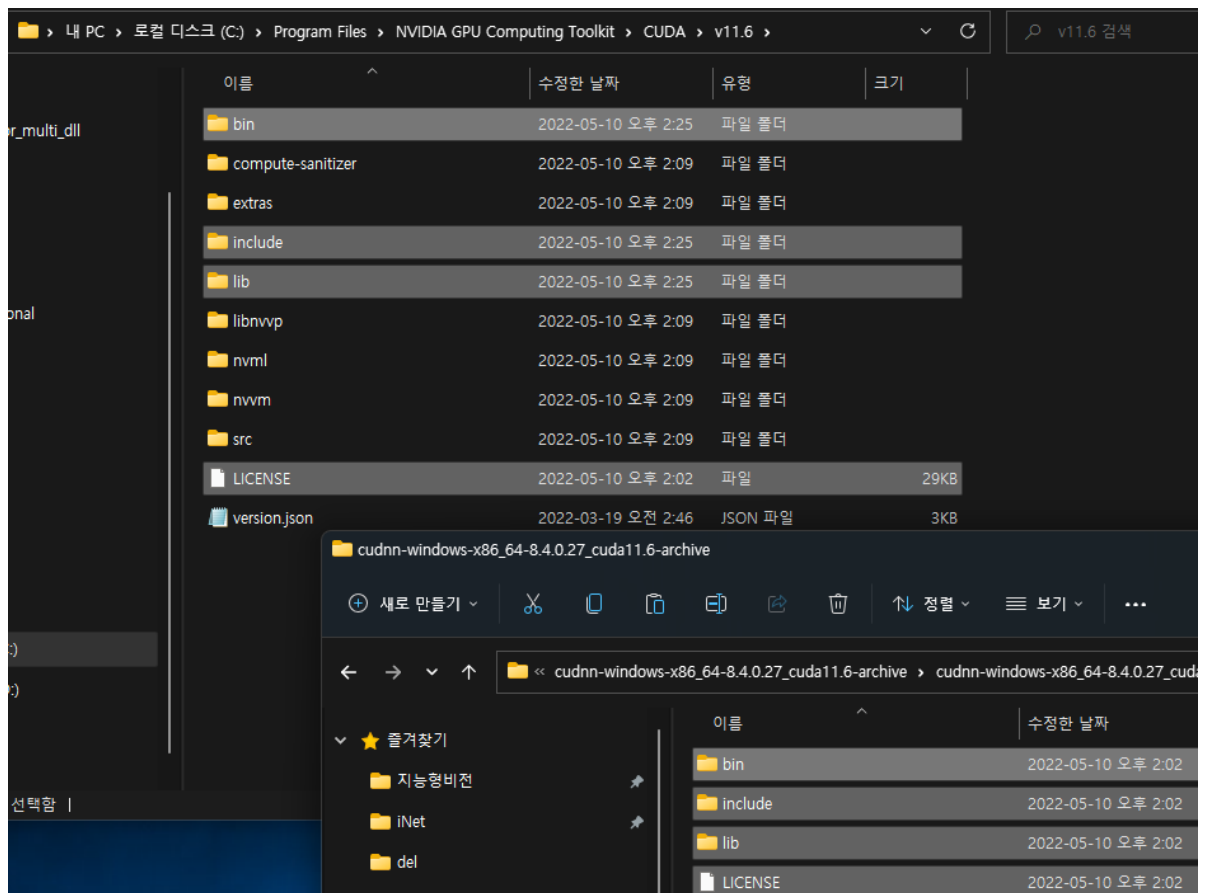 내 PC > 로컬 디스크 (C:) > Program Files > NVIDIA GPU Computing Toolkit > CUDA > v11.6 >
v11.6 검색
이름 수정한 날짜 유형 크기
or_multi_dll
bin 2022-05-10 오후 2:25 파일 폴더
compute-sanitizer 2022-05-10 오후 2:09 파일 폴더
extras 2022-05-10 오후 2:09 파일 폴더
include 2022-05-10 오후 2:25 파일 폴더
lib 2022-05-10 오후 2:25 파일 폴더
onal
libnvvp 2022-05-10 오후 2:09 파일 폴더
nvml 2022-05-10 오후 2:09 파일 폴더
nvvm 2022-05-10 오후 2:09 파일 폴더
src 2022-05-10 오후 2:09 파일 폴더
LICENSE 2022-05-10 오후 2:02 파일 29KB
version.json 2022-03-19 오전 2:46 JSON 파일 3KB
:)
:)
선택함 |
cudnn-windows-x86_64-8.4.0.27_cuda11.6-archive
새로 만들기 정렬 보기 ...
« cudnn-windows-x86_64-8.4.0.27_cuda11.6-archive > cudnn-windows-x86_64-8.4.0.27_cuda
이름 수정한 날짜
즐겨찾기
지능형비전
iNet
del
bin 2022-05-10 오후 2:02
include 2022-05-10 오후 2:02
lib 2022-05-10 오후 2:02
LICENSE 2022-05-10 오후 2:02